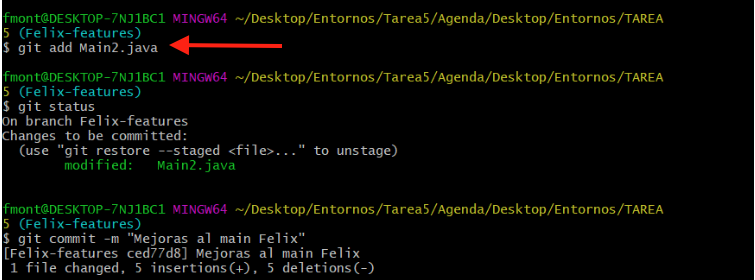 fmont@DESKTOP-7NJ1BC1 MINGW64 ~/Desktop/Entornos/Tarea5/Agenda/Desktop/Entornos/TAREA
5 (Felix-features)
$ git add Main2.java
fmont@DESKTOP-7NJ1BC1 MINGW64 ~/Desktop/Entornos/Tarea5/Agenda/Desktop/Entornos/TAREA
5 (Felix-features)
$ git status
On branch Felix-features
Changes to be committed:
  (use "git restore --staged <file>..." to unstage)
        modified:   Main2.java
fmont@DESKTOP-7NJ1BC1 MINGW64 ~/Desktop/Entornos/Tarea5/Agenda/Desktop/Entornos/TAREA
5 (Felix-features)
$ git commit -m "Mejoras al main Felix"
[Felix-features ced77d8] Mejoras al main Felix
 1 file changed, 5 insertions(+), 5 deletions(-)